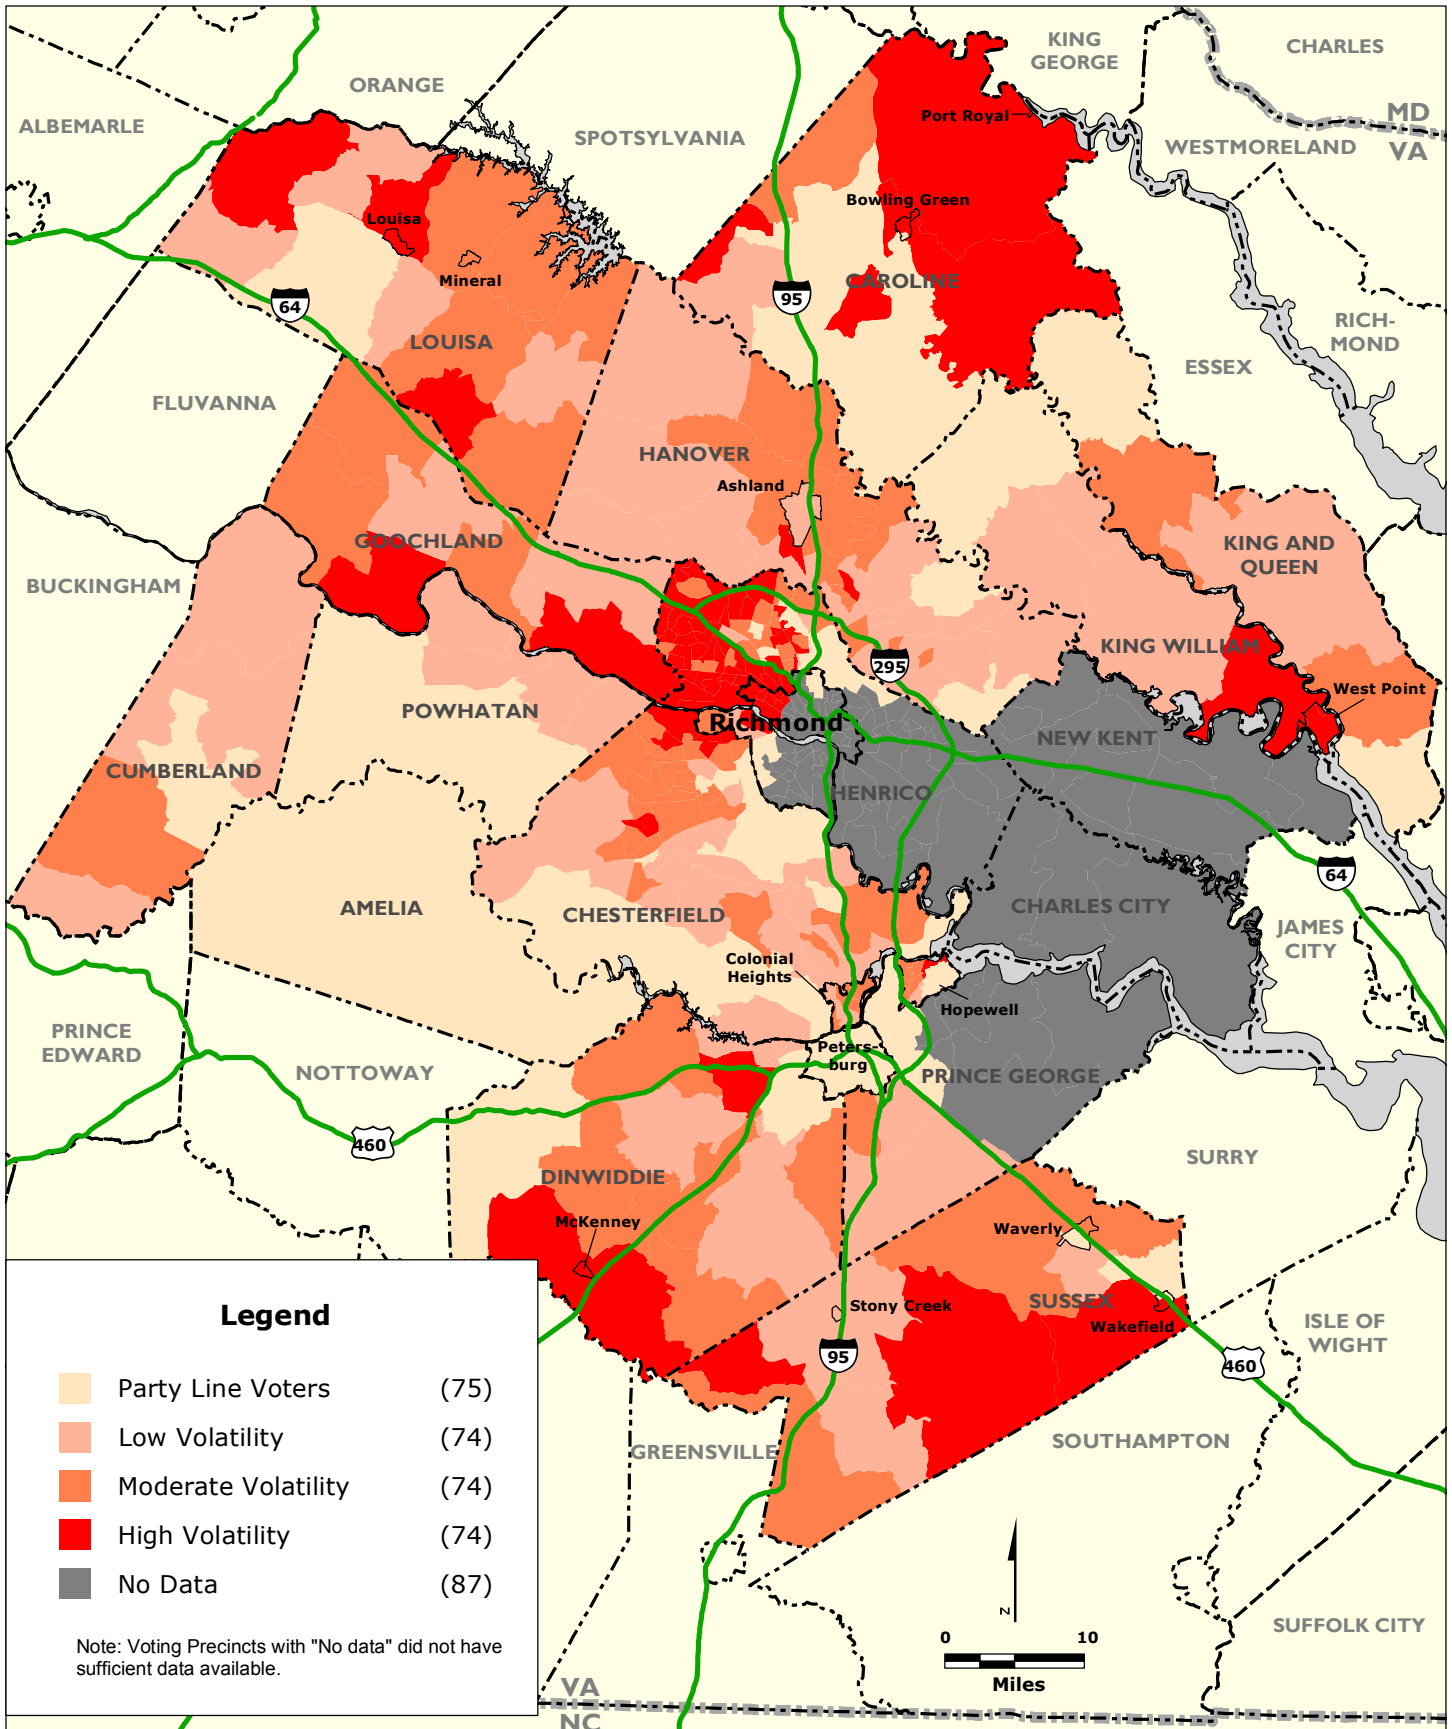 KING
GEORGE
CHARLES
ORANGE
ALBEMARLE
SPOTSYLVANIA
MD
VA
Port Royal
WESTMORELAND
Bowling Green
Louisa
Mineral
CAROLINE
64
95
RICH-
MOND
LOUISA
ESSEX
FLUVANNA
HANOVER
Ashland
GOOCHLAND
KING AND
QUEEN
BUCKINGHAM
KING WILLIAM
295
West Point
POWHATAN
Richmond
NEW KENT
CUMBERLAND
HENRICO
64
AMELIA
CHESTERFIELD
CHARLES CITY
JAMES
CITY
Colonial
Heights
Hopewell
PRINCE
EDWARD
Peters-
burg
NOTTOWAY
PRINCE GEORGE
460
SURRY
DINWIDDIE
McKenney
Waverly
Stony Creek
SUSSEX
Wakefield
ISLE OF
WIGHT
95
460
GREENSVILLE
SOUTHAMPTON
SUFFOLK CITY
Legend
Party Line Voters (75)
Low Volatility (74)
Moderate Volatility (74)
High Volatility (74)
No Data (87)
Note: Voting Precincts with "No data" did not have
sufficient data available.
N
0 10
Miles
VA
NC